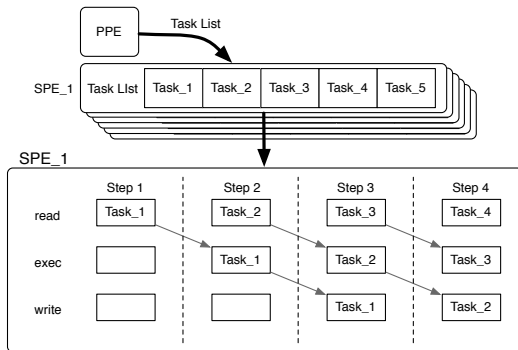 PPE
Task List
SPE_1
Task LIst Task_1 Task_2 Task_3 Task_4 Task_5
SPE_1
Step 1 Step 2 Step 3 Step 4
read Task_1 Task_2 Task_3 Task_4
exec Task_1 Task_2 Task_3
write Task_1 Task_2